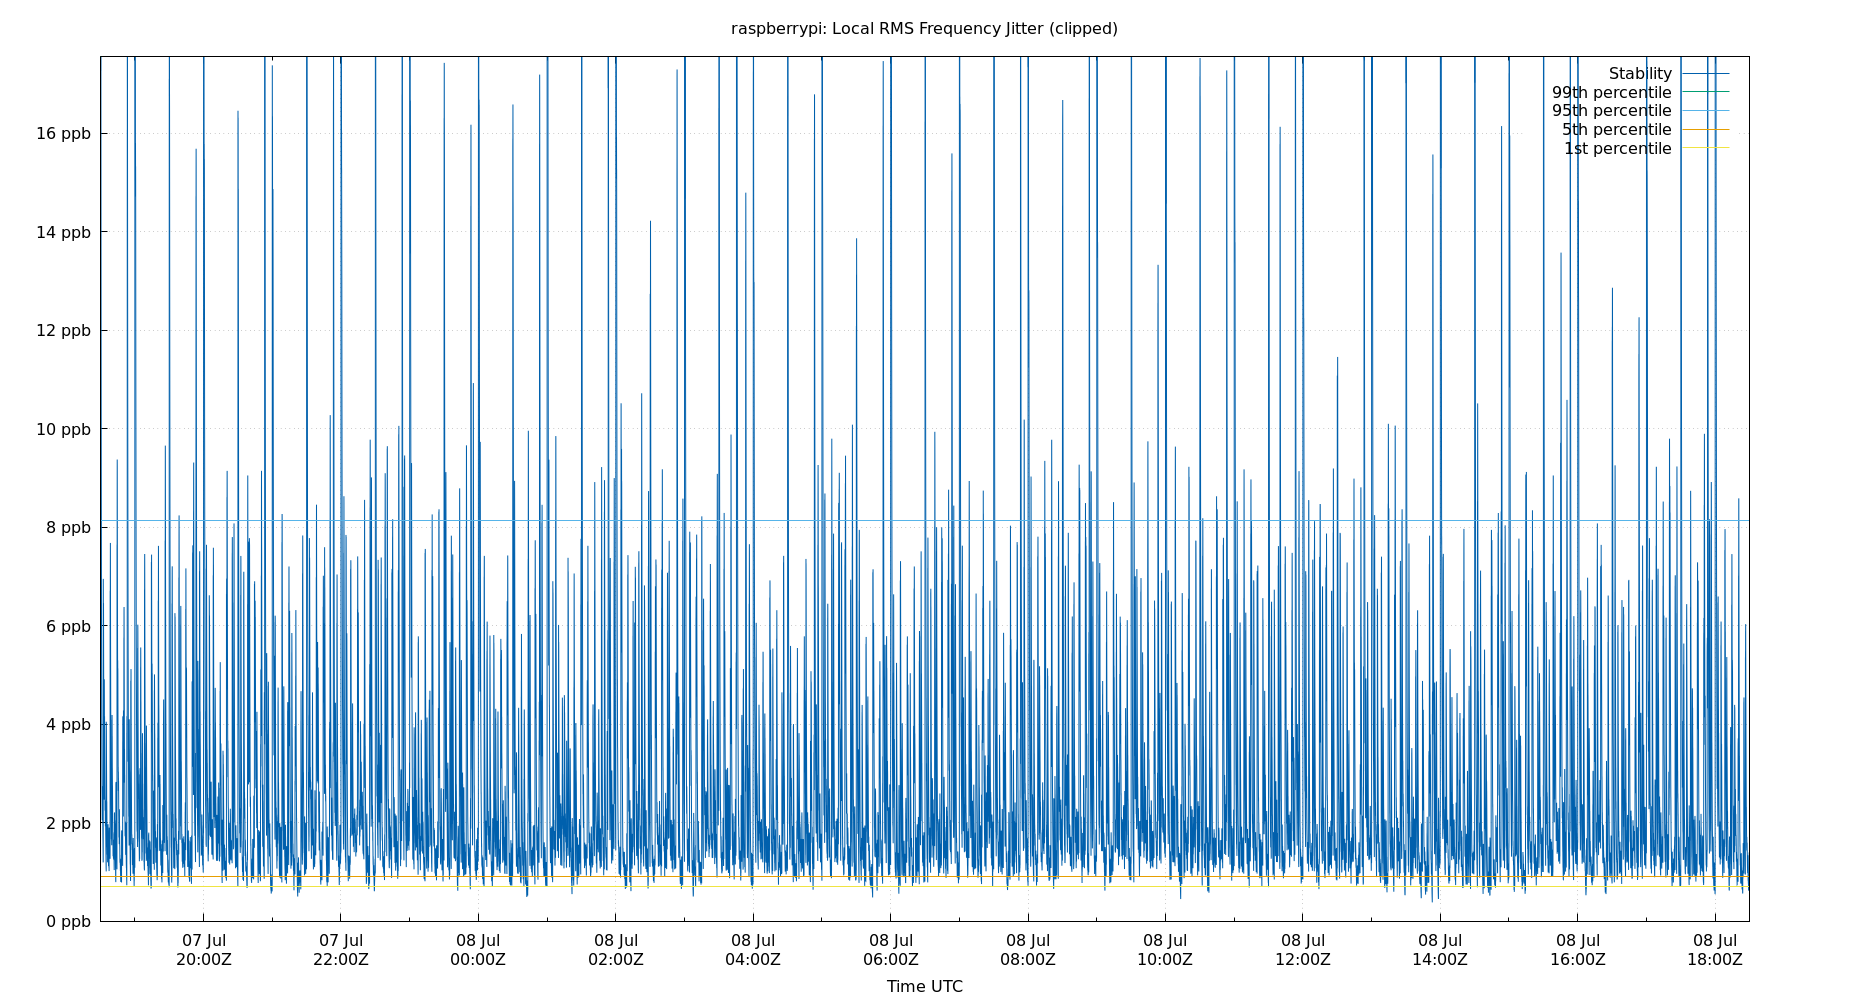 raspberrypi: Local RMS Frequency Jitter (clipped)
Stability
99th percentile
95th percentile
5th percentile
1st percentile
16 ppb
14 ppb
12 ppb
10 ppb
8 ppb
6 ppb
4 ppb
2 ppb
0 ppb
07 Jul 07 Jul 08 Jul 08 Jul 08 Jul 08 Jul 08 Jul 08 Jul 08 Jul 08 Jul 08 Jul 08 Jul
20:00Z 22:00Z 00:00Z 02:00Z 04:00Z 06:00Z 08:00Z 10:00Z 12:00Z 14:00Z 16:00Z 18:00Z
Time UTC